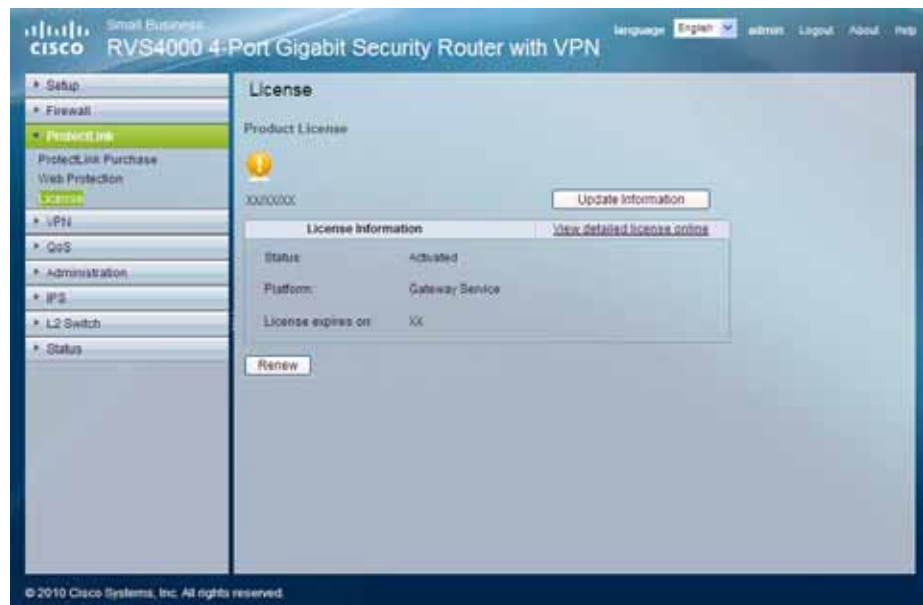 Small Business
cisco RVS4000 4-Port Gigabit Security Router with VPN
language English admin Logout About Help
Setup
Firewall
ProtectLink
ProtectLink Purchase
Web Protection
License
VPN
QoS
Administration
IPS
L2 Switch
Status
License
Product License
Update Information
License Information View detailed license online
Status: Activated
Platform: Gateway Service
License expires on: XX
Renew
© 2010 Cisco Systems, Inc. All rights reserved.